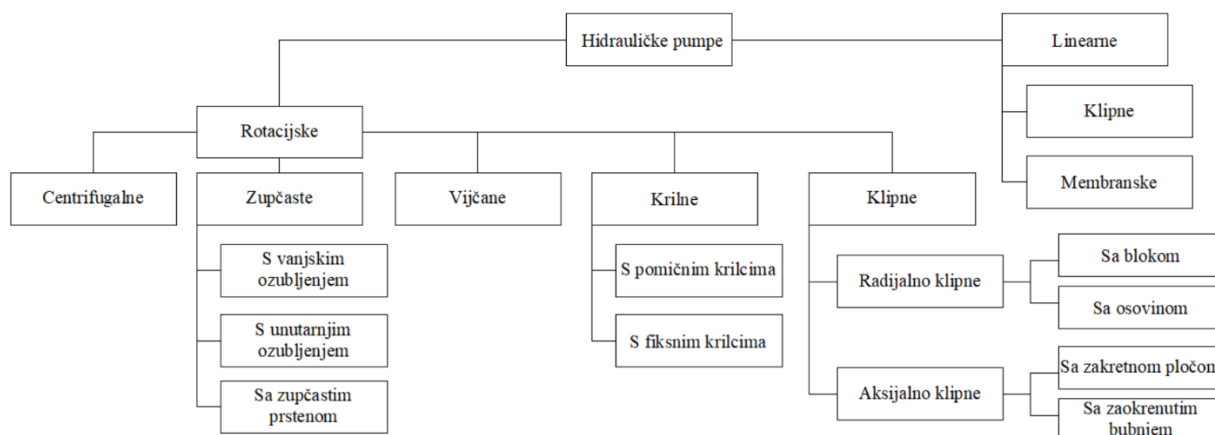 Hidrauličke pumpe
Linearne
Klipne
Membranske
Rotacijske
Centrifugalne
Zupčaste
Vijčane
Krilne
Klipne
S vanjskim
ozubljenjem
S unutarnjim
ozubljenjem
Sa zupčastim
prstenom
S pomičnim krilcima
S fiksnim krilcima
Radijalno klipne
Sa blokom
Sa osovinom
Aksijalno klipne
Sa zakretnom pločom
Sa zaokrenutim
bubnjem